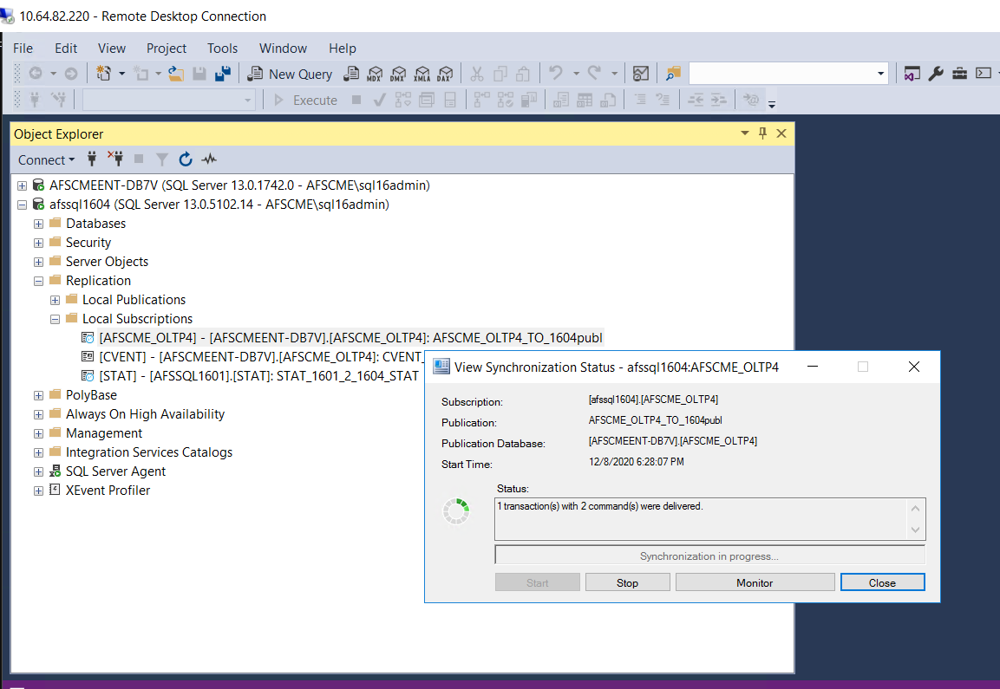 10.64.82.220 - Remote Desktop Connection
File Edit View Project Tools Window Help
New Query MDX DMX XMLA DAX
Execute
Object Explorer
Connect
AFSCMEENT-DB7V (SQL Server 13.0.1742.0 - AFSCME\sql16admin)
afssql1604 (SQL Server 13.0.5102.14 - AFSCME\sql16admin)
Databases
Security
Server Objects
Replication
Local Publications
Local Subscriptions
[AFSCME_OLTP4] - [AFSCMEENT-DB7V].[AFSCME_OLTP4]: AFSCME_OLTP4_TO_1604publ
[CVENT] - [AFSCMEENT-DB7V].[AFSCME_OLTP4]: CVENT_
[STAT] - [AFSSQL1601].[STAT]: STAT_1601_2_1604_STAT
PolyBase
Always On High Availability
Management
Integration Services Catalogs
SQL Server Agent
XEvent Profiler
View Synchronization Status - afssql1604:AFSCME_OLTP4
Subscription: [afssql1604].[AFSCME_OLTP4]
Publication: AFSCME_OLTP4_TO_1604publ
Publication Database: [AFSCMEENT-DB7V].[AFSCME_OLTP4]
Start Time: 12/8/2020 6:28:07 PM
Status:
1 transaction(s) with 2 command(s) were delivered.
Synchronization in progress...
Start Stop Monitor Close